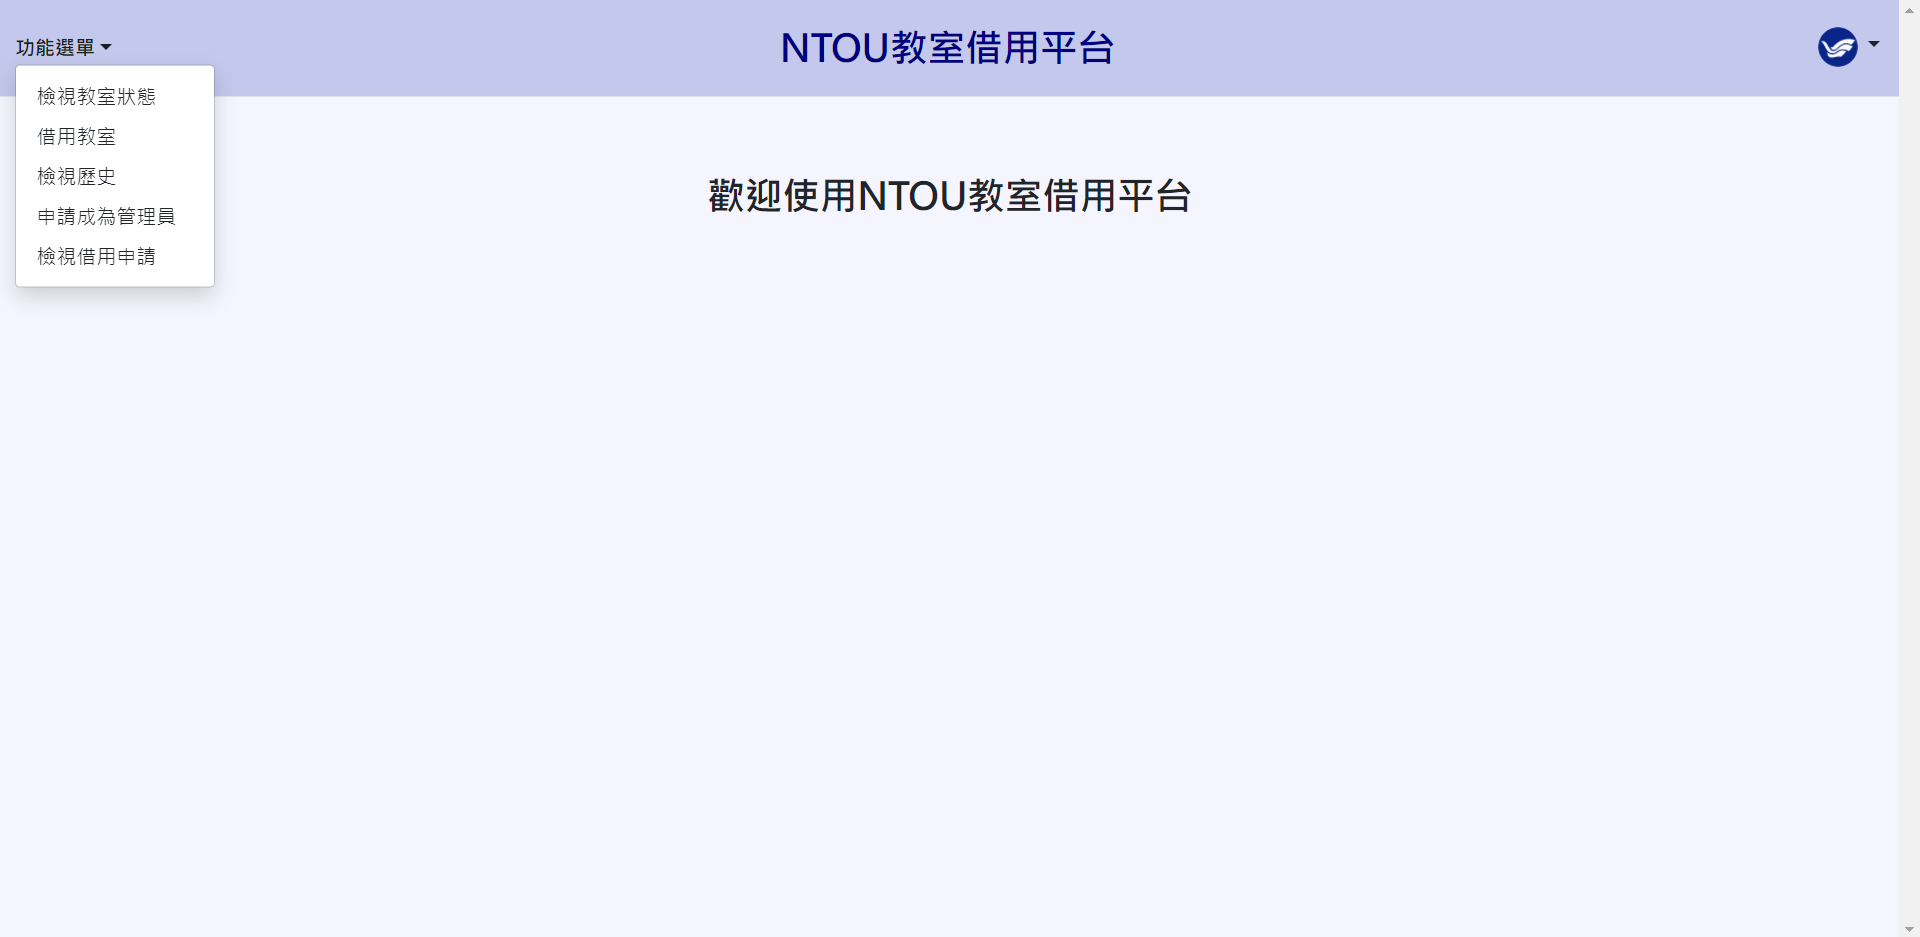 功能選單
NTOU教室借用平台
檢視教室狀態
借用教室
檢視歷史
申請成為管理員
檢視借用申請
歡迎使用NTOU教室借用平台